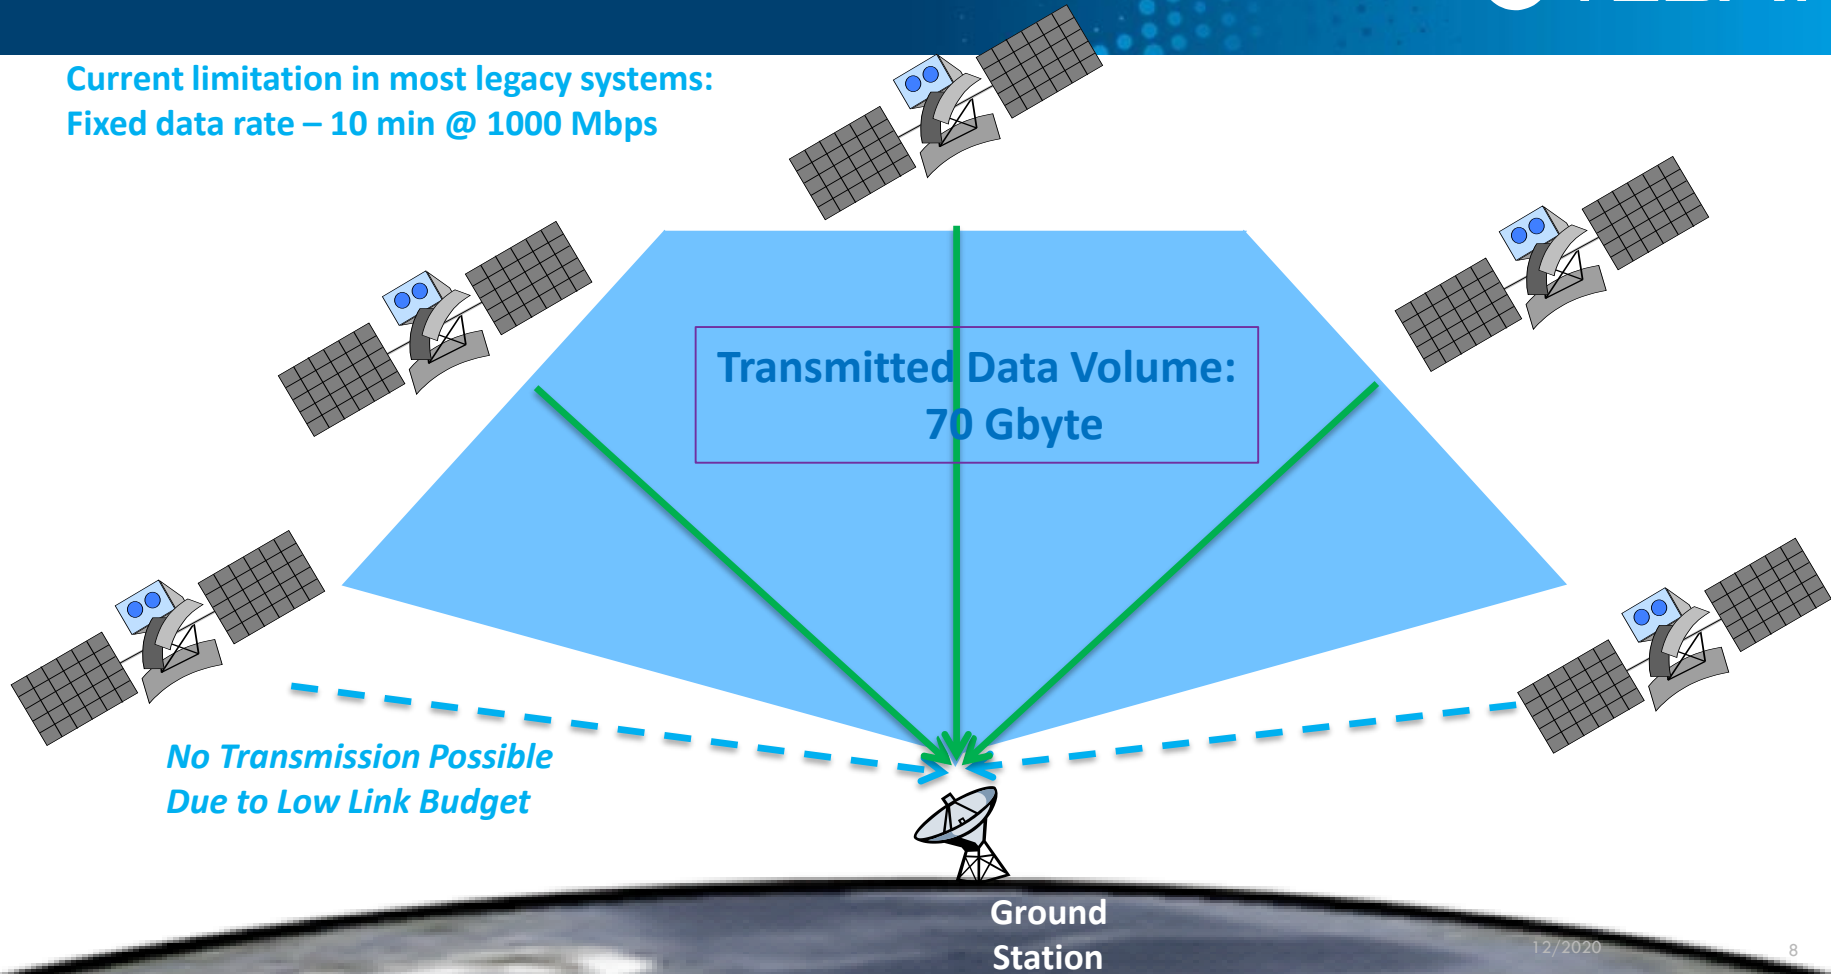 Current limitation in most legacy systems:
Fixed data rate – 10 min @ 1000 Mbps
Transmitted Data Volume:
70 Gbyte
No Transmission Possible
Due to Low Link Budget
Ground
Station
12/2020
8